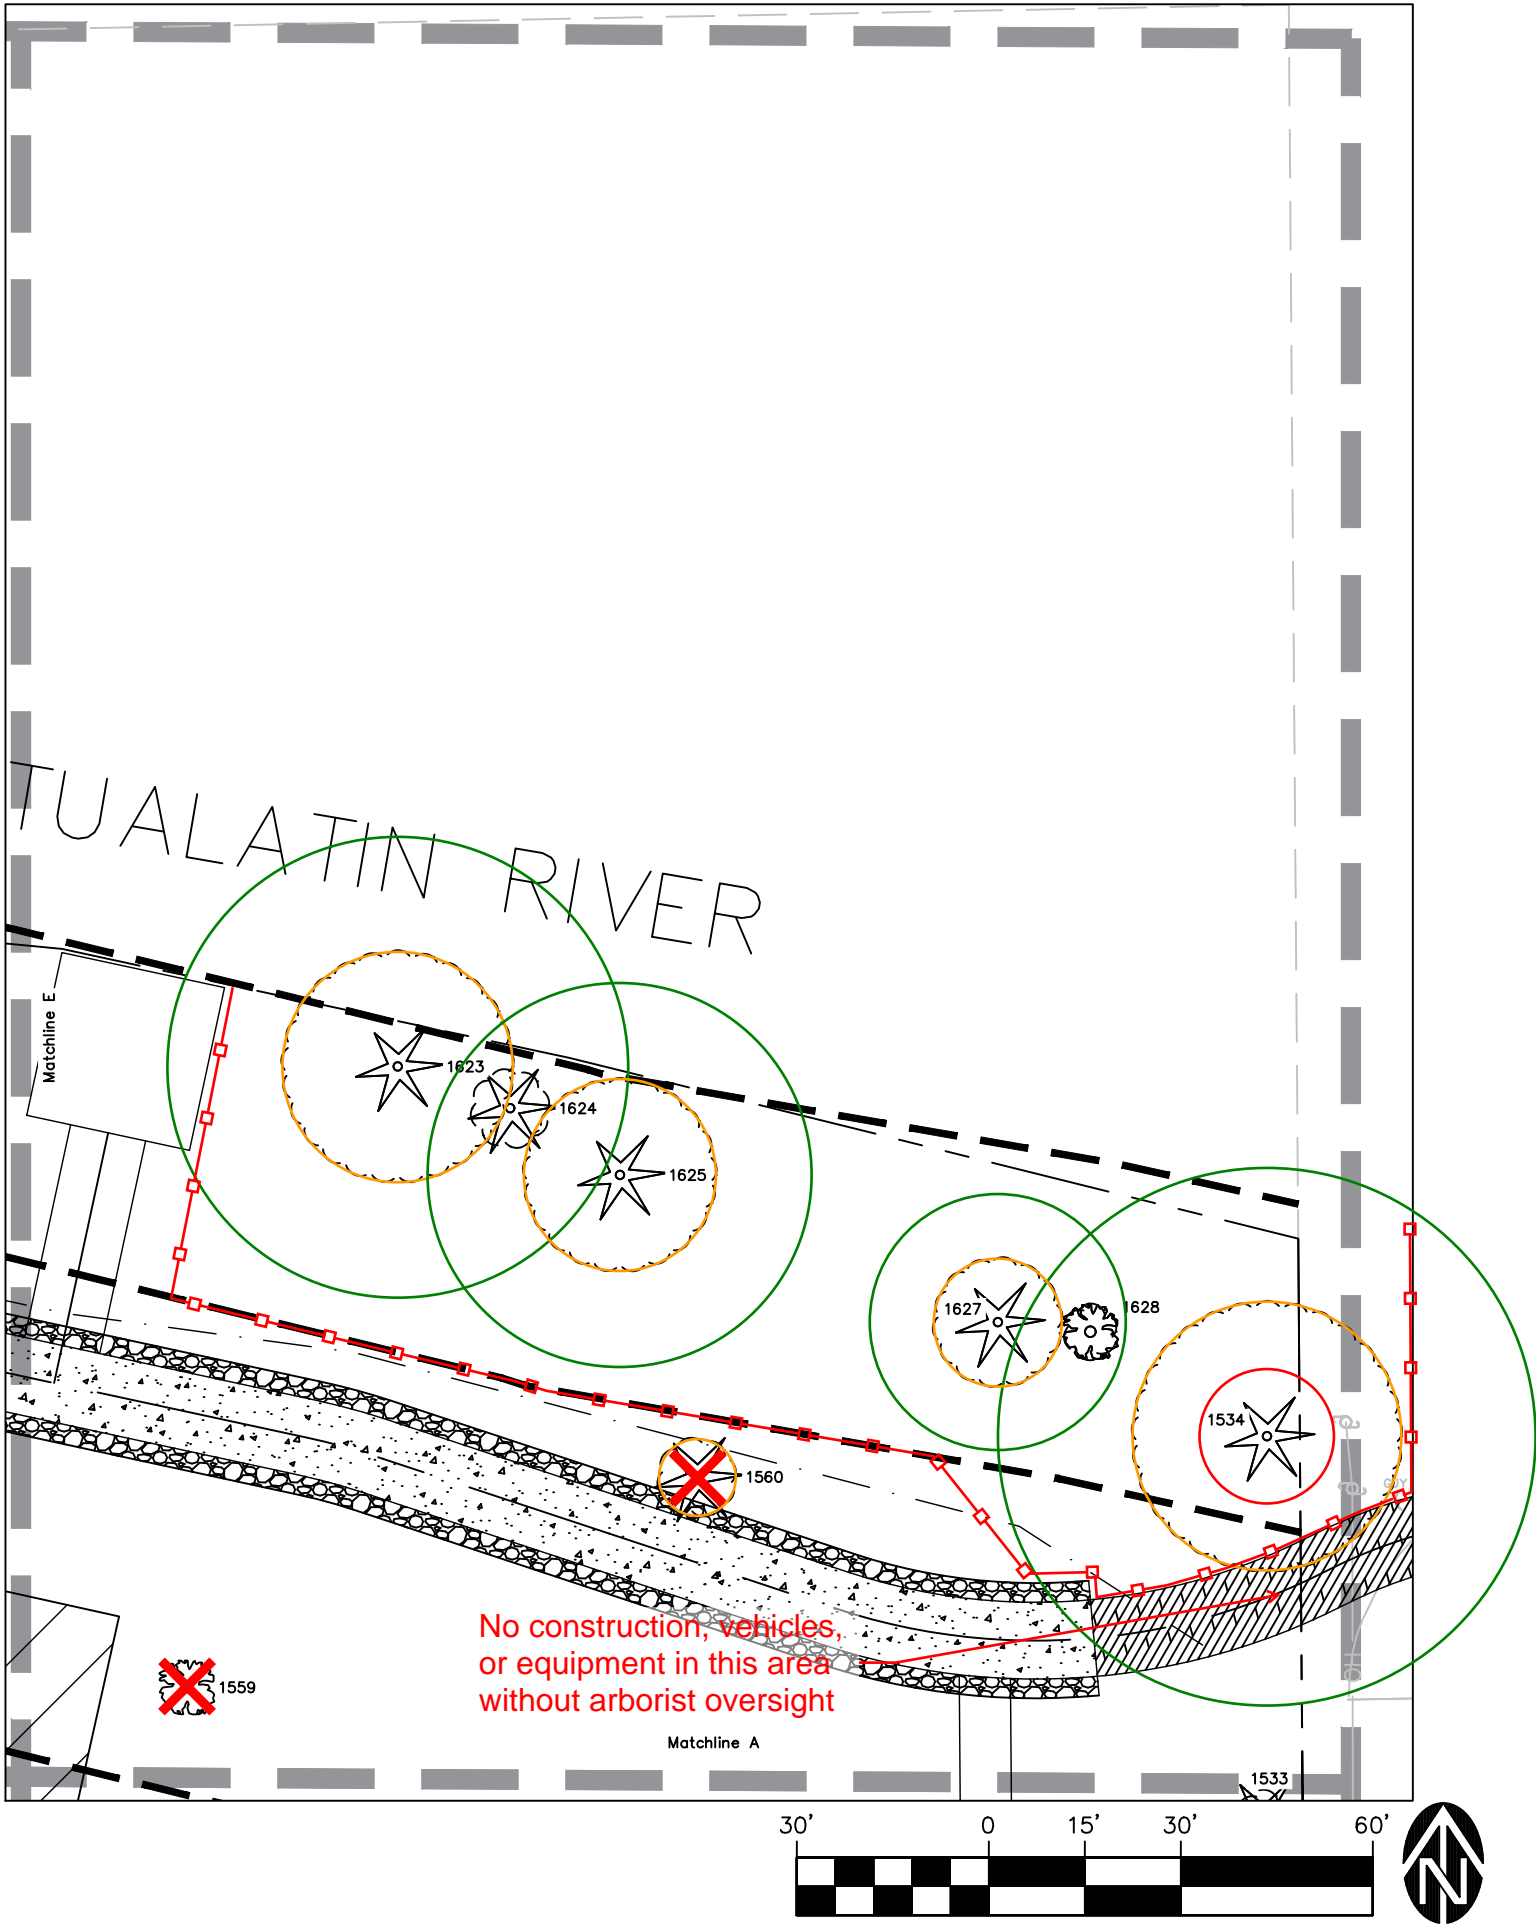 TUALATIN RIVER
Matchline E
1623
1624
1625
1627
1628
1534
GUY
1560
No construction, vehicles,
or equipment in this area
without arborist oversight
1559
Matchline A
1533
30' 0 15' 30' 60'
N